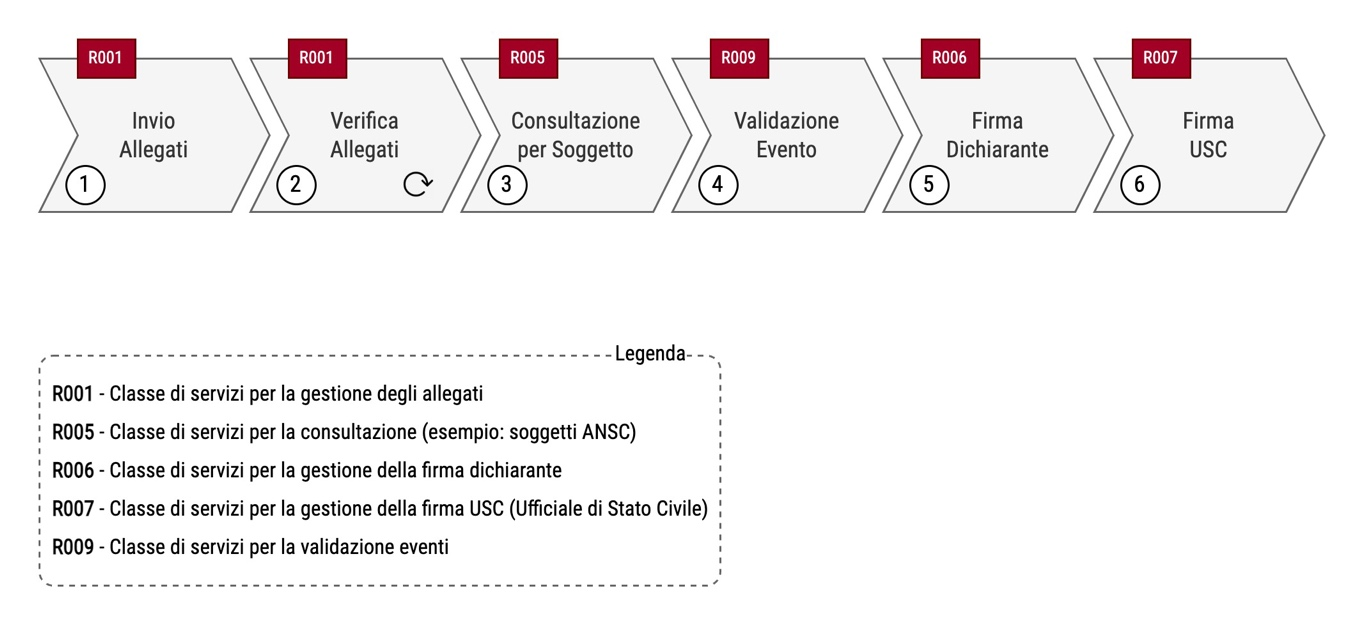 R001
Invio
Allegati
1
R001
Verifica
Allegati
2
R005
Consultazione
per Soggetto
3
R009
Validazione
Evento
4
R006
Firma
Dichiarante
5
R007
Firma
USC
6
Legenda
R001 - Classe di servizi per la gestione degli allegati
R005 - Classe di servizi per la consultazione (esempio: soggetti ANSC)
R006 - Classe di servizi per la gestione della firma dichiarante
R007 - Classe di servizi per la gestione della firma USC (Ufficiale di Stato Civile)
R009 - Classe di servizi per la validazione eventi